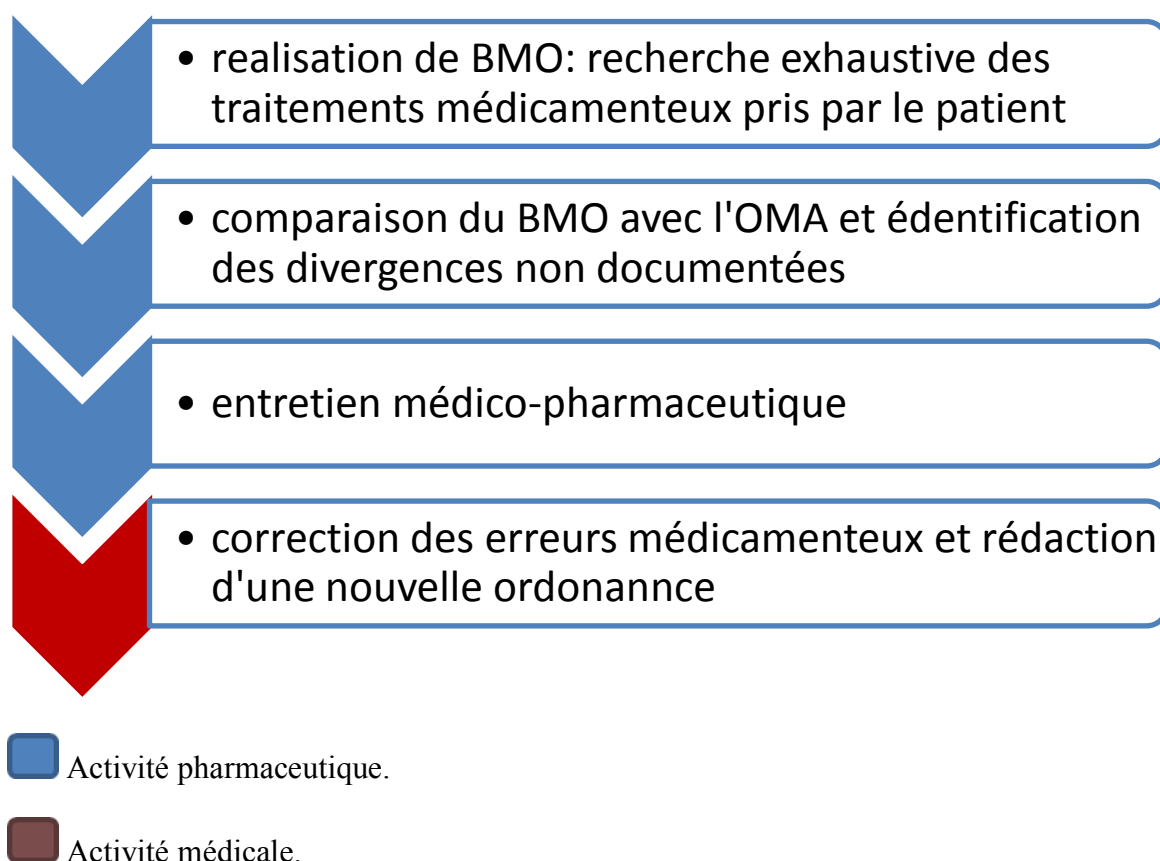 • realisation de BMO: recherche exhaustive des
traitements médicamenteux pris par le patient
• comparaison du BMO avec l'OMA et édentification
des divergences non documentées
• entretien médico-pharmaceutique
• correction des erreurs médicamenteux et rédaction
d'une nouvelle ordonannce
Activité pharmaceutique.
Activité médicale.